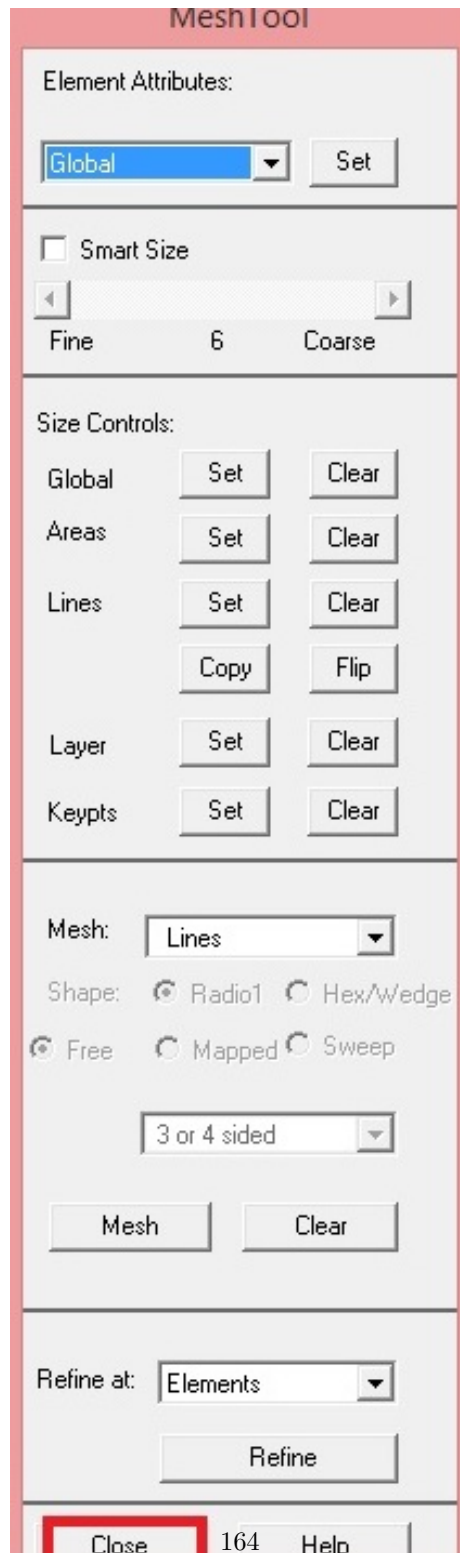 MeshTool
Element Attributes:
Global Set
Smart Size
Fine 6 Coarse
Size Controls:
Global Set Clear
Areas Set Clear
Lines Set Clear
Copy Flip
Layer Set Clear
Keypts Set Clear
Mesh: Lines
Shape: Radio1 Hex/Wedge
Free Mapped Sweep
3 or 4 sided
Mesh Clear
Refine at: Elements
Refine
Close 164 Help